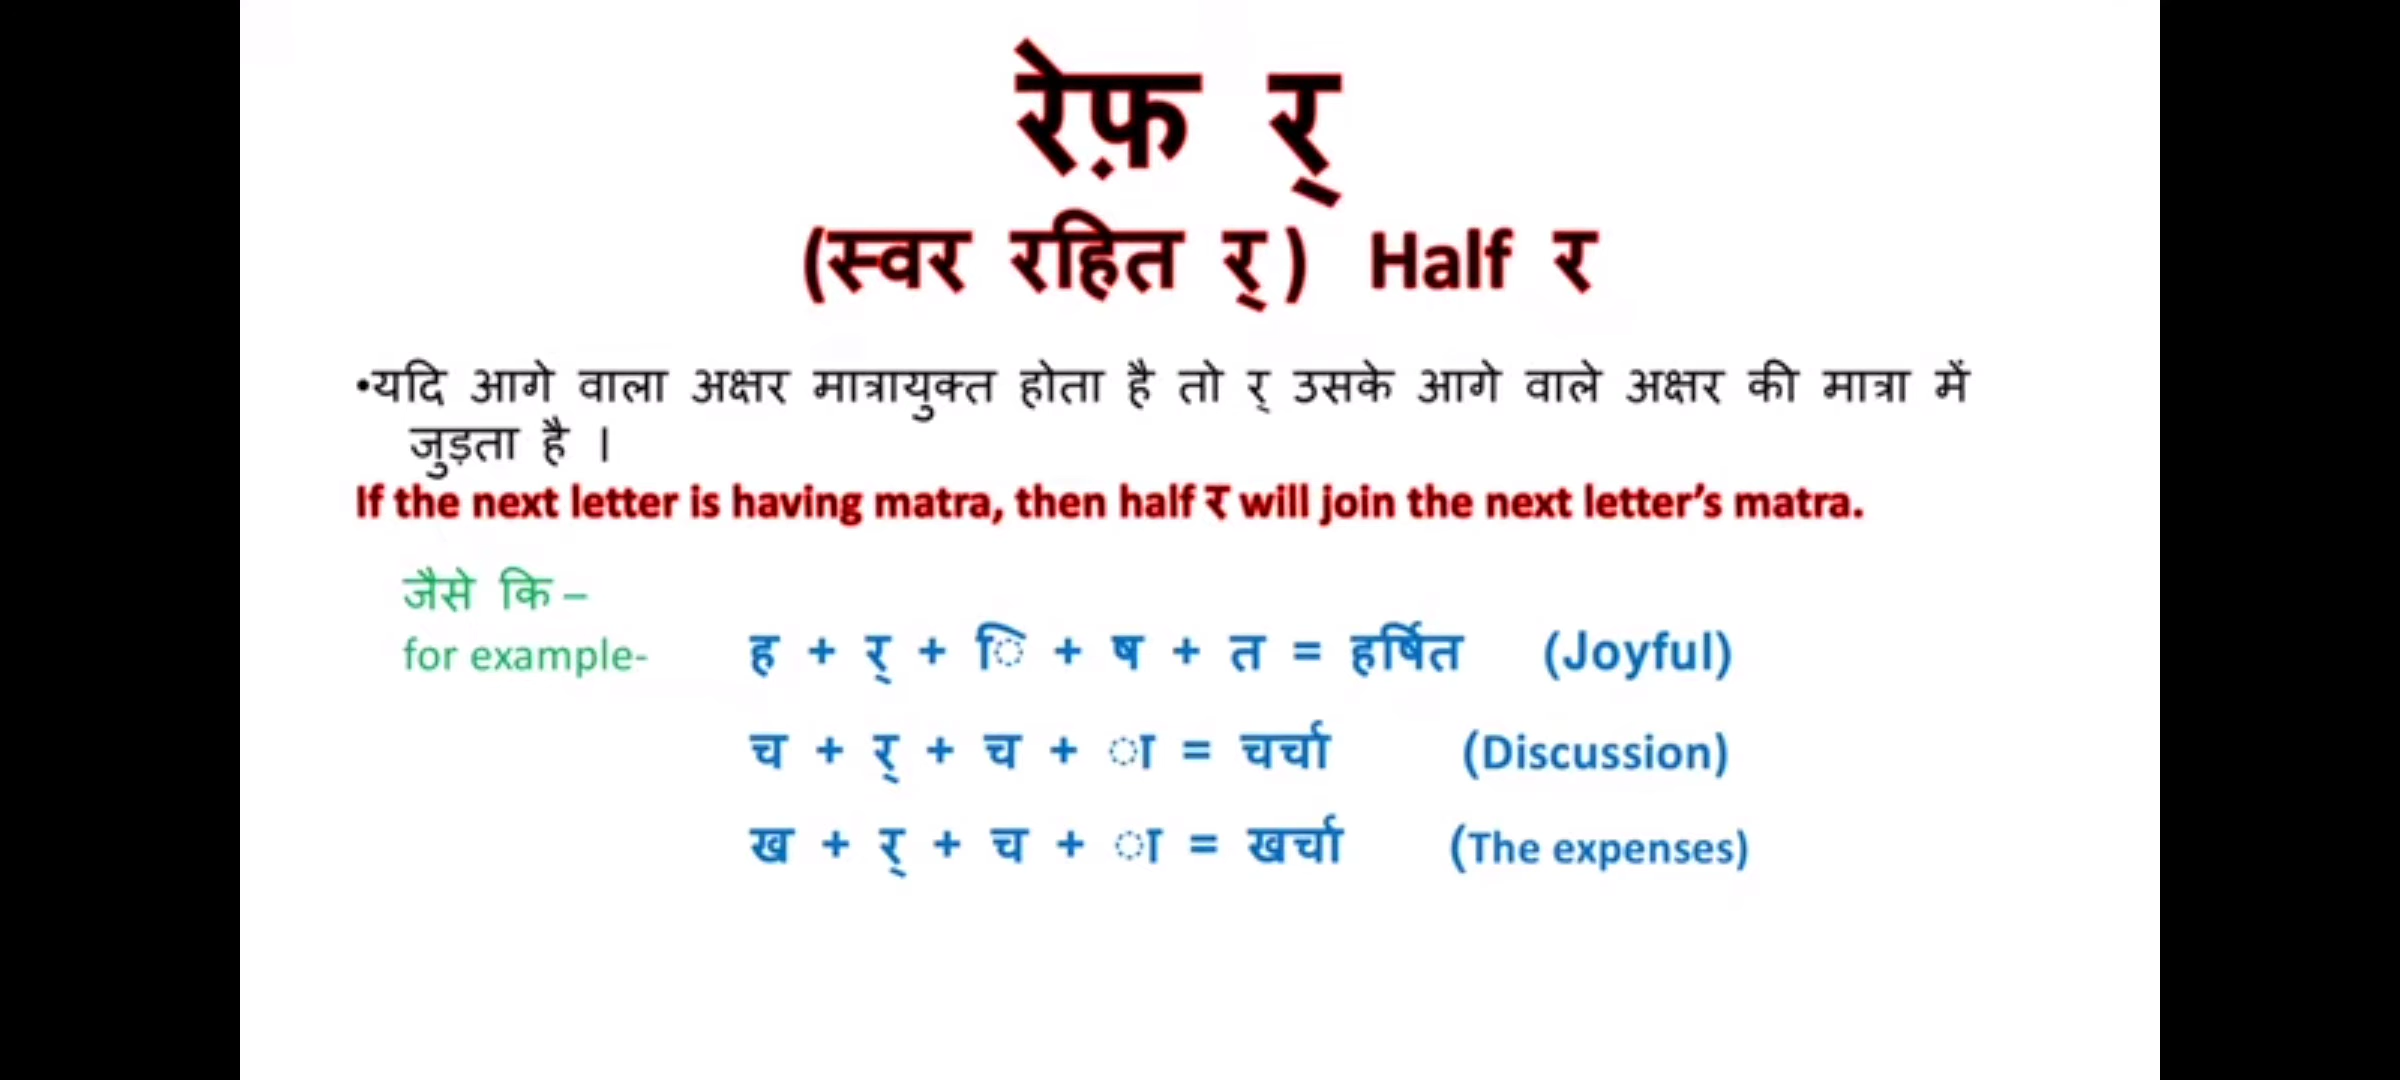 रेफ़ र्
(स्वर रहित र्) Half र
•यदि आगे वाला अक्षर मात्रायुक्त होता है तो र् उसके आगे वाले अक्षर की मात्रा में
जुड़ता है ।
If the next letter is having matra, then half र will join the next letter’s matra.
जैसे कि –
for example- ह + र् + ि + ष + त = हर्षित (Joyful)
च + र् + च + ा = चर्चा (Discussion)
ख + र् + च + ा = खर्चा (The expenses)